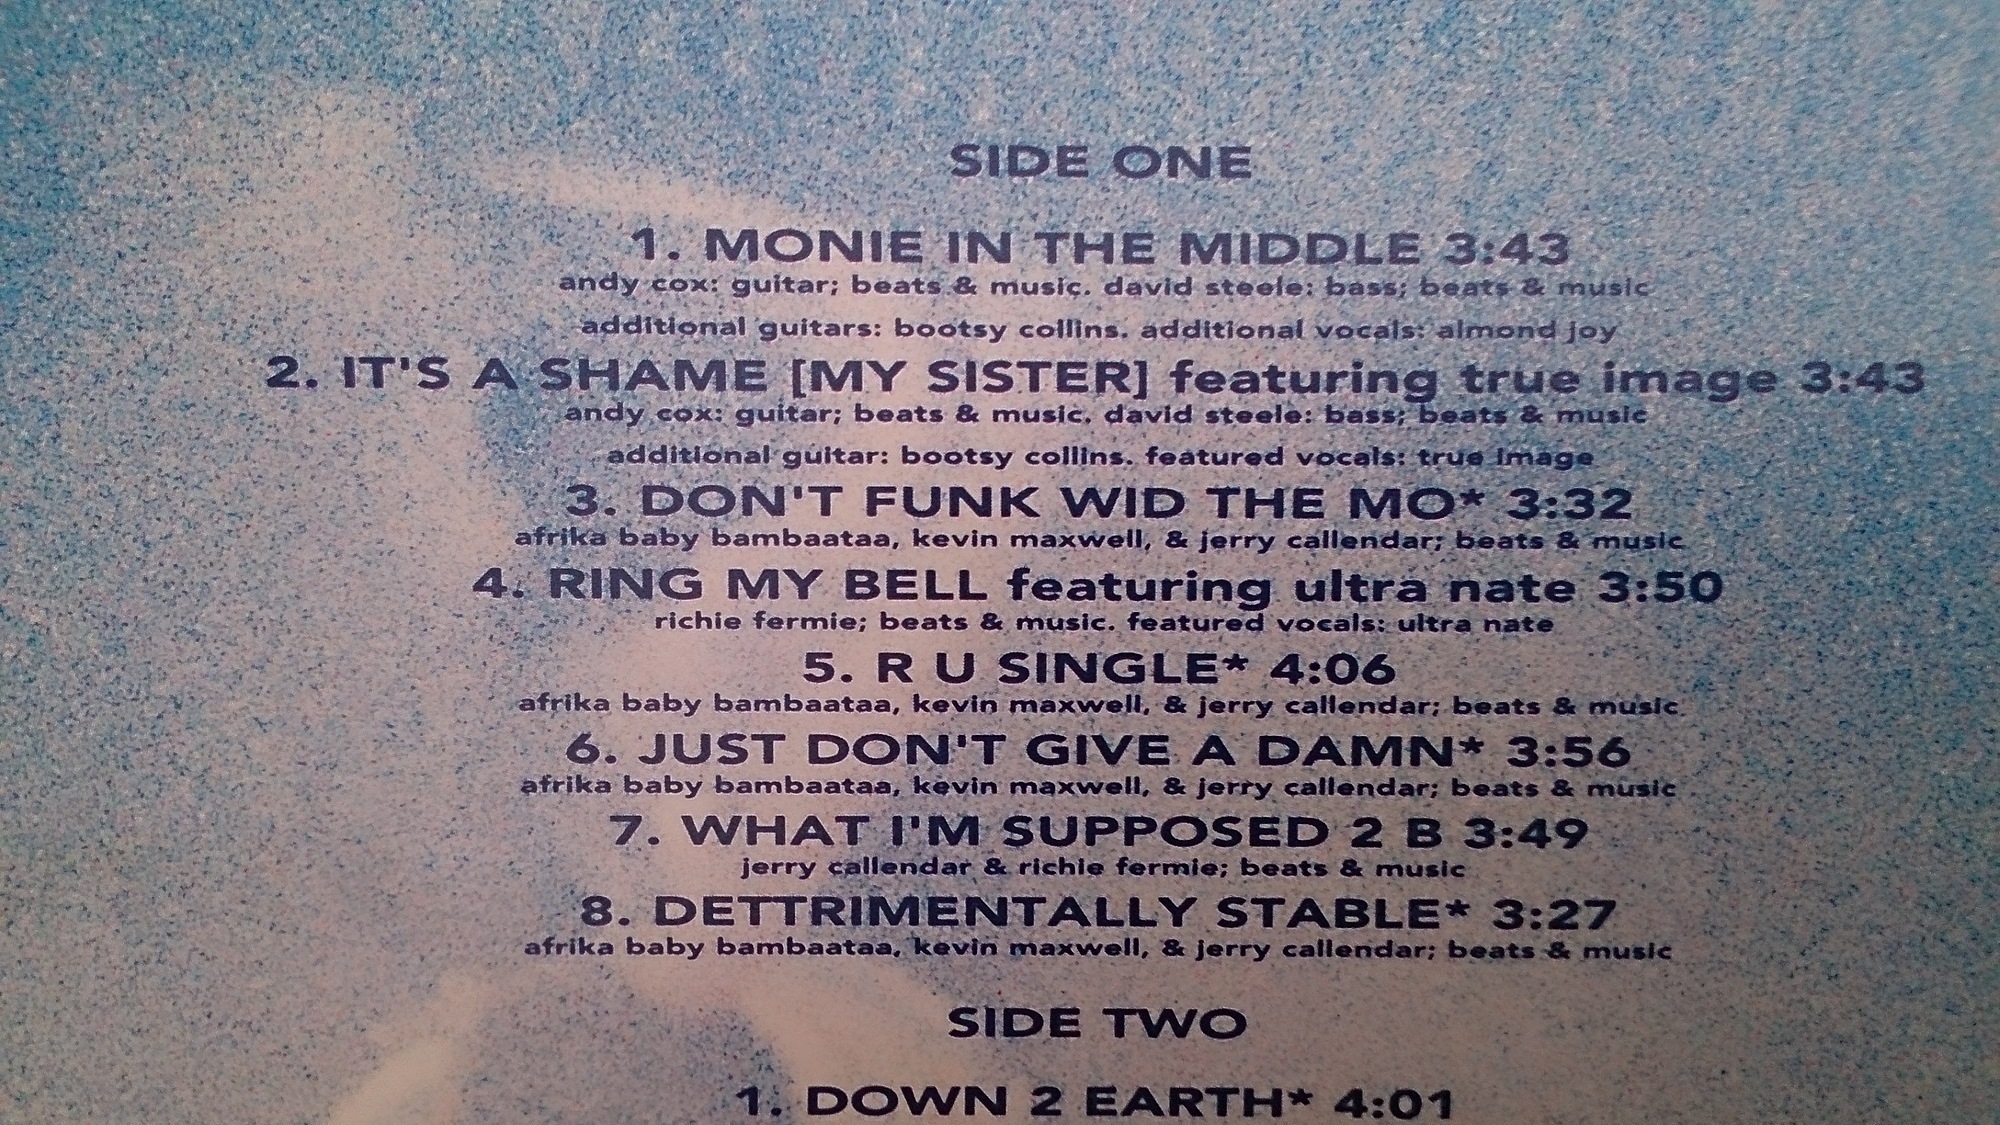 SIDE ONE
1. MONIE IN THE MIDDLE 3:43
andy cox: guitar; beats & music. david steele: bass; beats & music
additional guitars: bootsy collins. additional vocals: almond joy
2. IT'S A SHAME [MY SISTER] featuring true image 3:43
andy cox: guitar; beats & music. david steele: bass; beats & music
additional guitar: bootsy collins. featured vocals: true image
3. DON'T FUNK WID THE MO* 3:32
afrika baby bambaataa, kevin maxwell, & jerry callendar; beats & music
4. RING MY BELL featuring ultra nate 3:50
richie fermie; beats & music. featured vocals: ultra nate
5. R U SINGLE* 4:06
afrika baby bambaataa, kevin maxwell, & jerry callendar; beats & music
6. JUST DON'T GIVE A DAMN* 3:56
afrika baby bambaataa, kevin maxwell, & jerry callendar; beats & music
7. WHAT I'M SUPPOSED 2 B 3:49
jerry callendar & richie fermie; beats & music
8. DETTRIMENTALLY STABLE* 3:27
afrika baby bambaataa, kevin maxwell, & jerry callendar; beats & music
SIDE TWO
1. DOWN 2 EARTH* 4:01